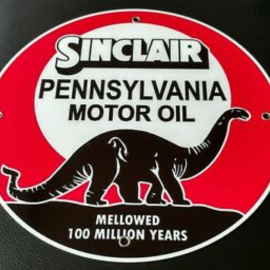 SINCLAIR
PENNSYLVANIA
MOTOR OIL
MELLOWED
100 MILLION YEARS